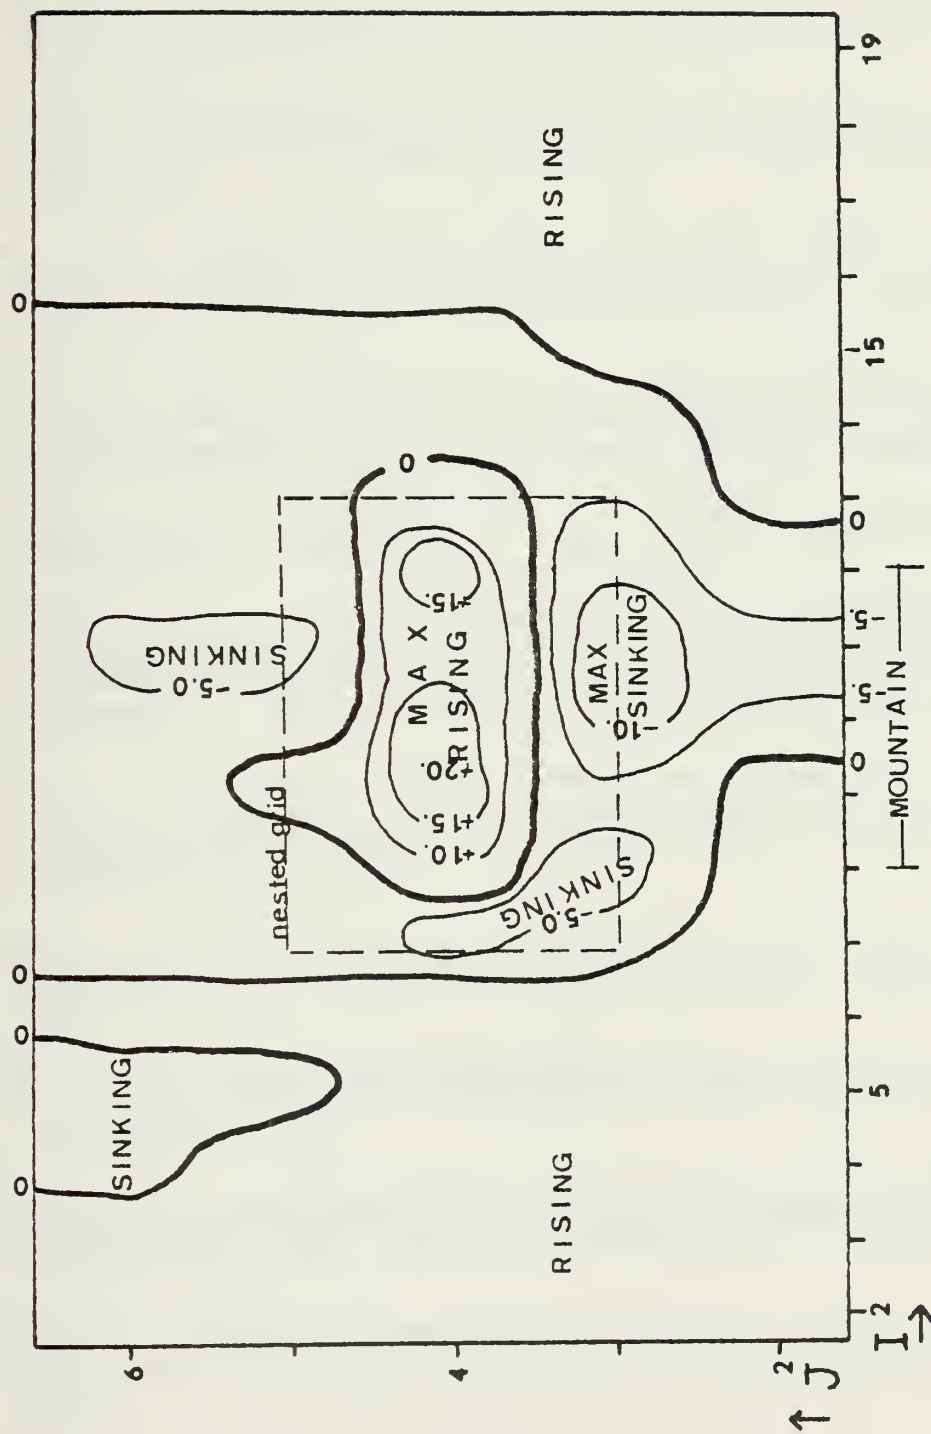 0
0
0
0
SINKING
RISING
RISING
nested grid
-5.0
SINKING
0
M A X
RISING
+20.
+15.
+15.
+10.
-5.0
SINKING
MAX
SINKING
-10.
-5.
-5.
0
0
MOUNTAIN
6
4
2
J
I
2
5
15
19